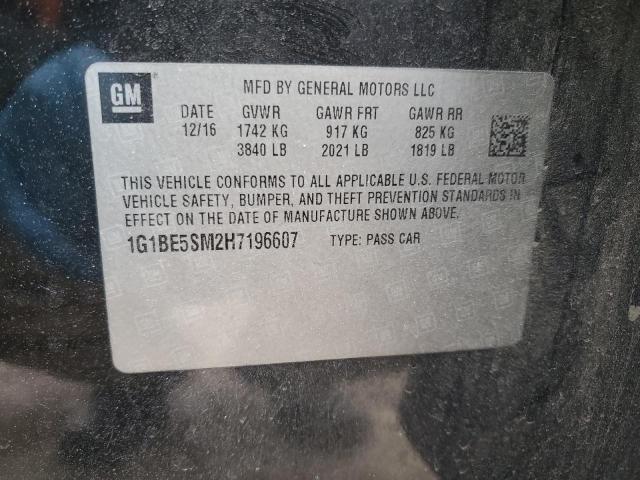 GM
MFD BY GENERAL MOTORS LLC
DATE GVWR GAWR FRT GAWR RR
12/16 1742 KG 917 KG 825 KG
3840 LB 2021 LB 1819 LB
THIS VEHICLE CONFORMS TO ALL APPLICABLE U.S. FEDERAL MOTOR
VEHICLE SAFETY, BUMPER, AND THEFT PREVENTION STANDARDS IN
EFFECT ON THE DATE OF MANUFACTURE SHOWN ABOVE.
1G1BE5SM2H7196607 TYPE: PASS CAR